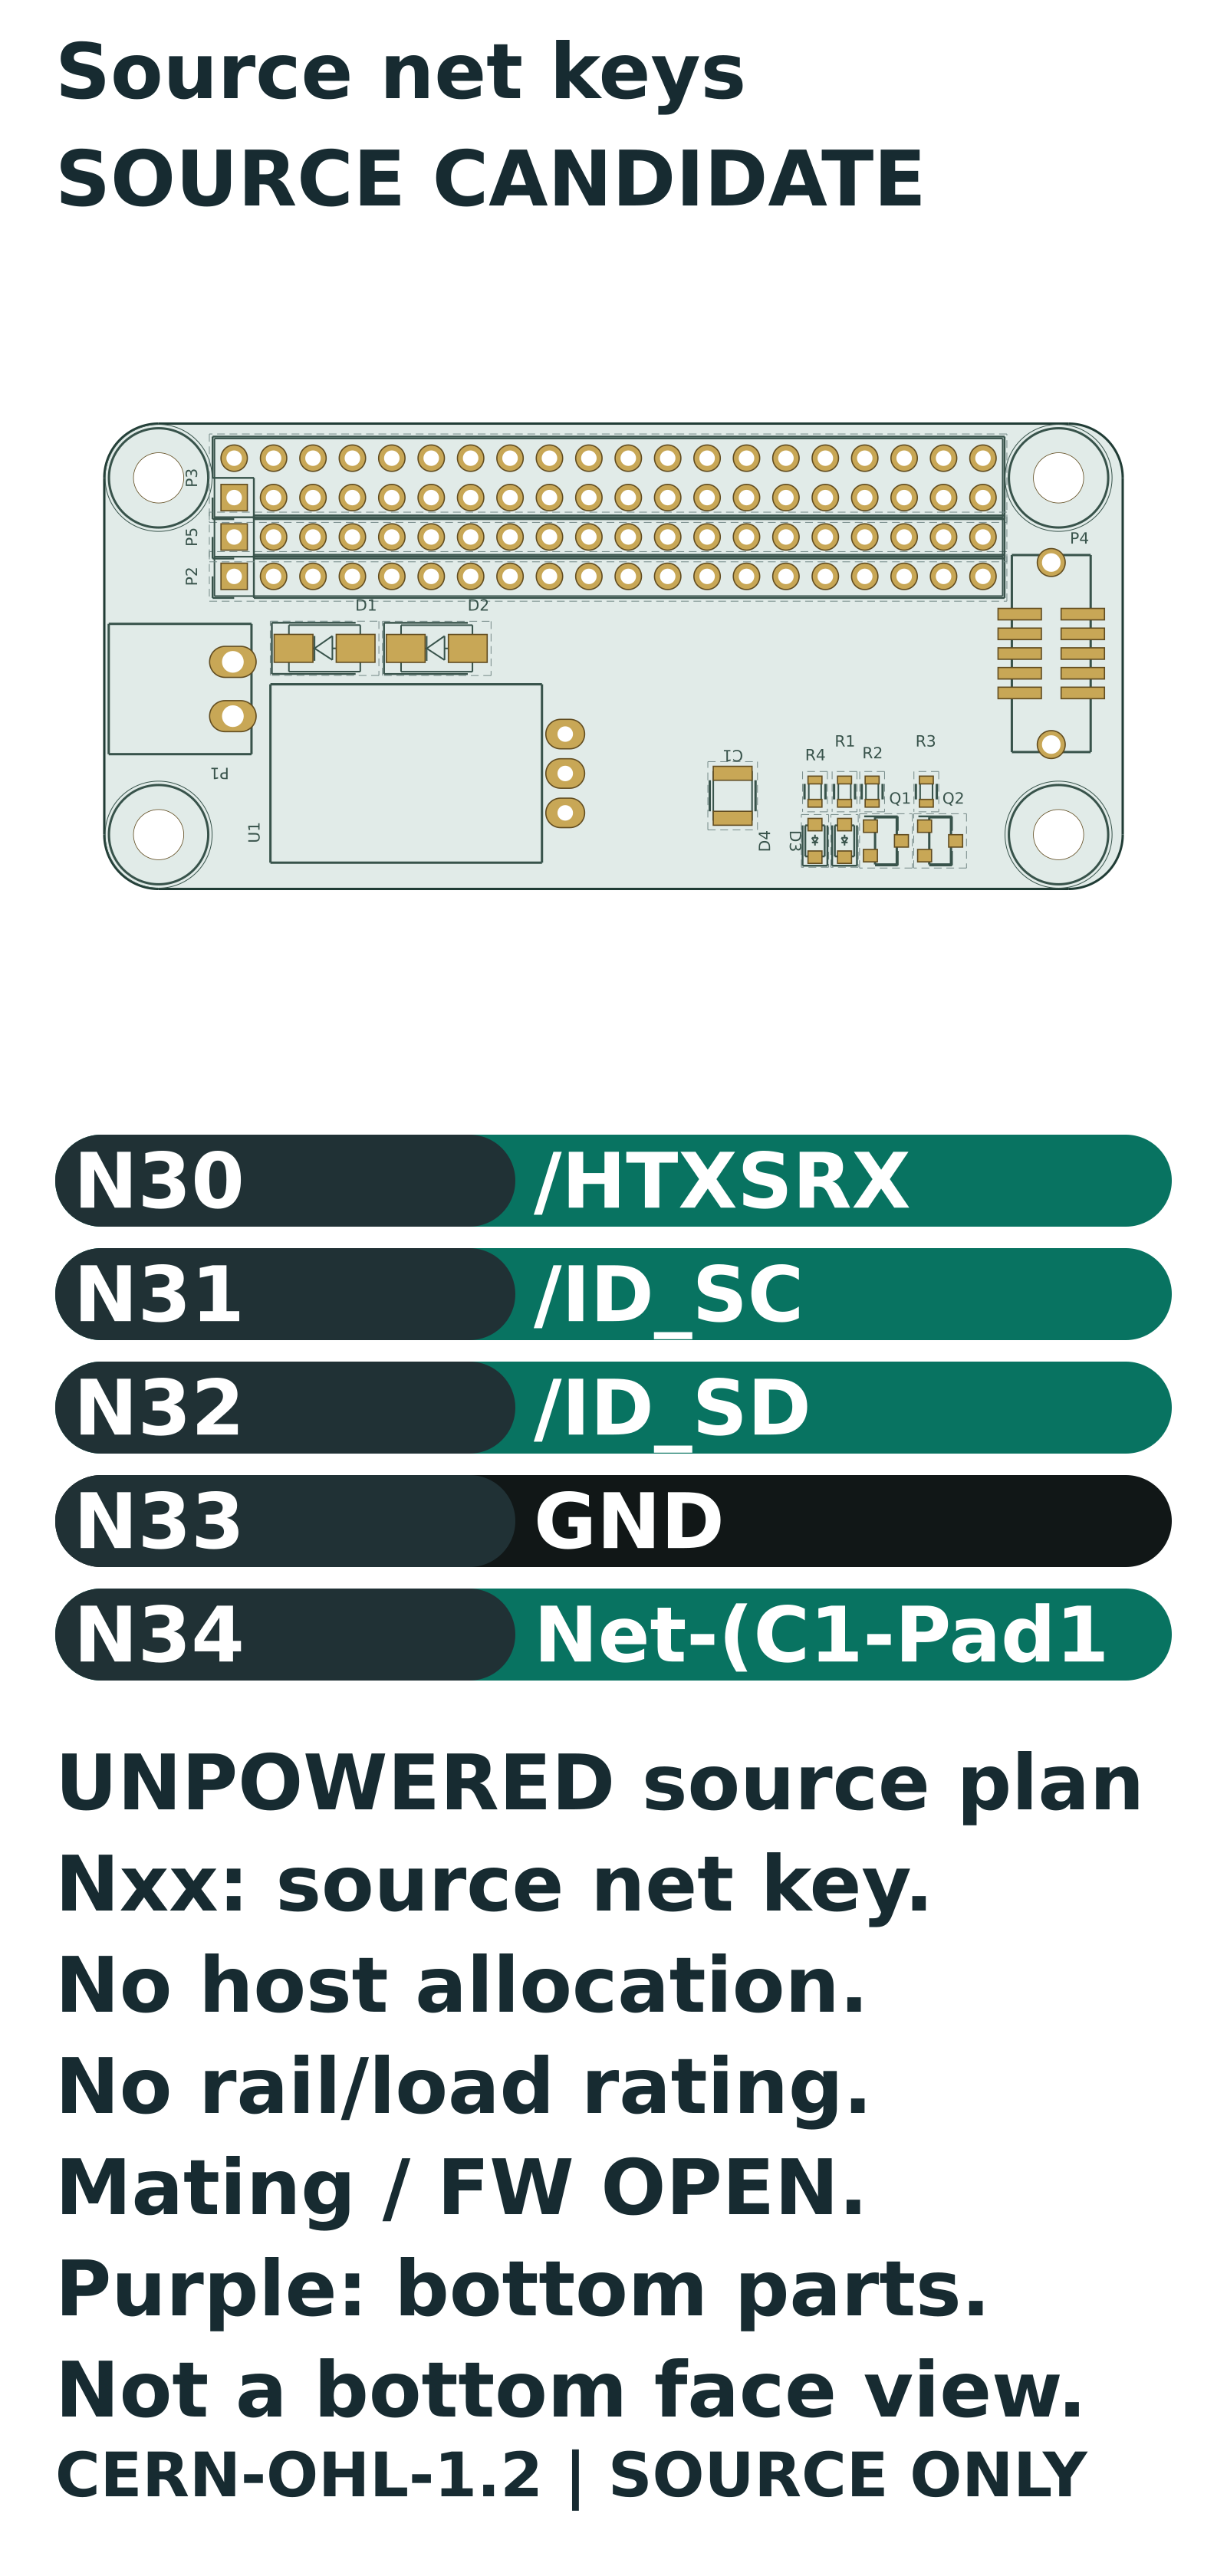 Source net keys
SOURCE CANDIDATE
P3
P5
P2
P4
D1 D2
P1
U1
C1
R4 R1 R2 R3
Q1 Q2
D4 D3
N30 /HTXSRX
N31 /ID_SC
N32 /ID_SD
N33 GND
N34 Net-(C1-Pad1
UNPOWERED source plan
Nxx: source net key.
No host allocation.
No rail/load rating.
Mating / FW OPEN.
Purple: bottom parts.
Not a bottom face view.
CERN-OHL-1.2 | SOURCE ONLY